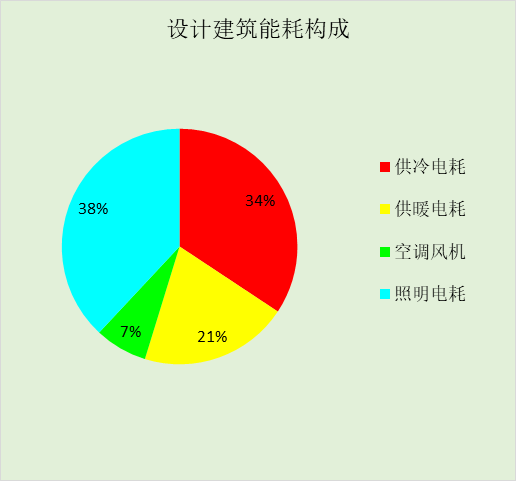 设计建筑能耗构成
34%
21%
7%
38%
供冷电耗
供暖电耗
空调风机
照明电耗